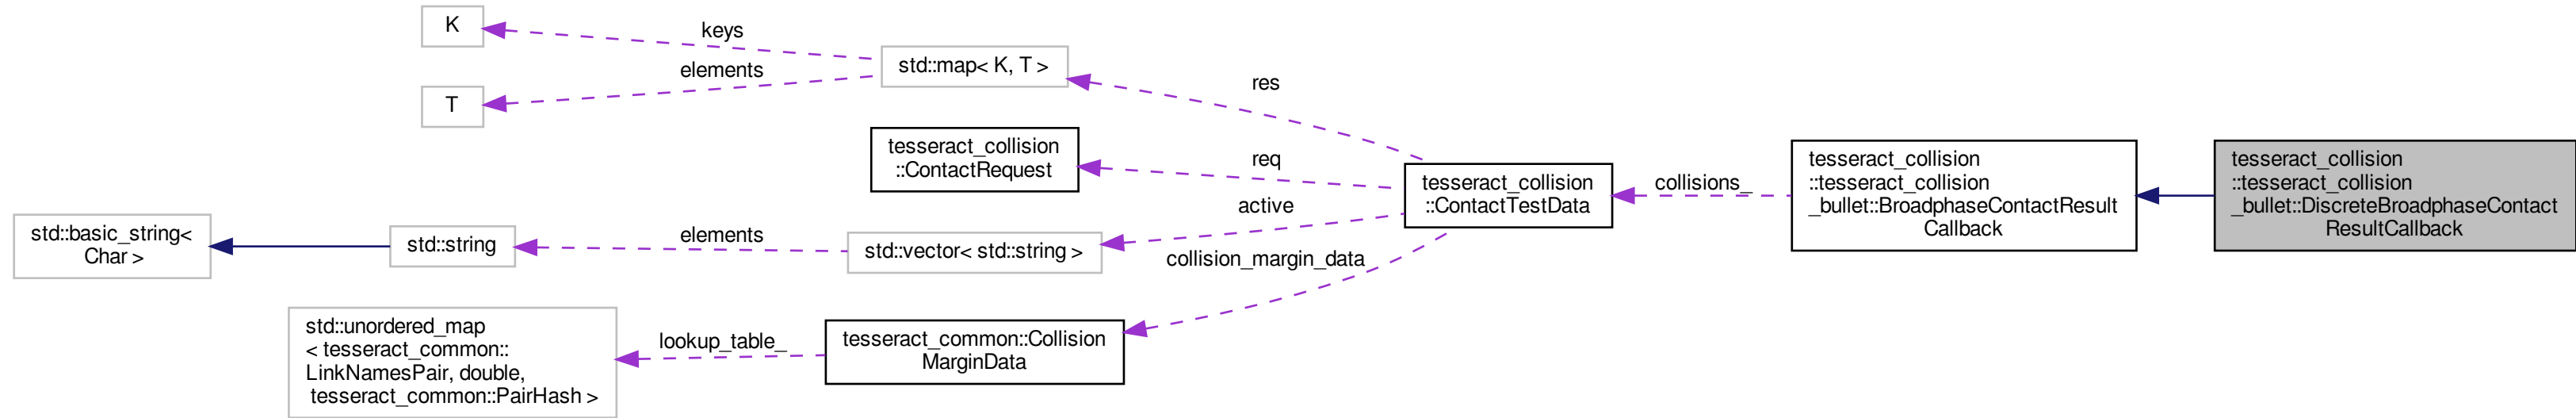 K
keys
T
elements
std::map< K, T >
res
tesseract_collision
::ContactRequest
req
std::basic_string<
Char >
std::string
elements
std::vector< std::string >
active
std::unordered_map
< tesseract_common::
LinkNamesPair, double,
tesseract_common::PairHash >
lookup_table_
tesseract_common::Collision
MarginData
collision_margin_data
tesseract_collision
::ContactTestData
collisions_
tesseract_collision
::tesseract_collision
_bullet::BroadphaseContactResult
Callback
tesseract_collision
::tesseract_collision
_bullet::DiscreteBroadphaseContact
ResultCallback